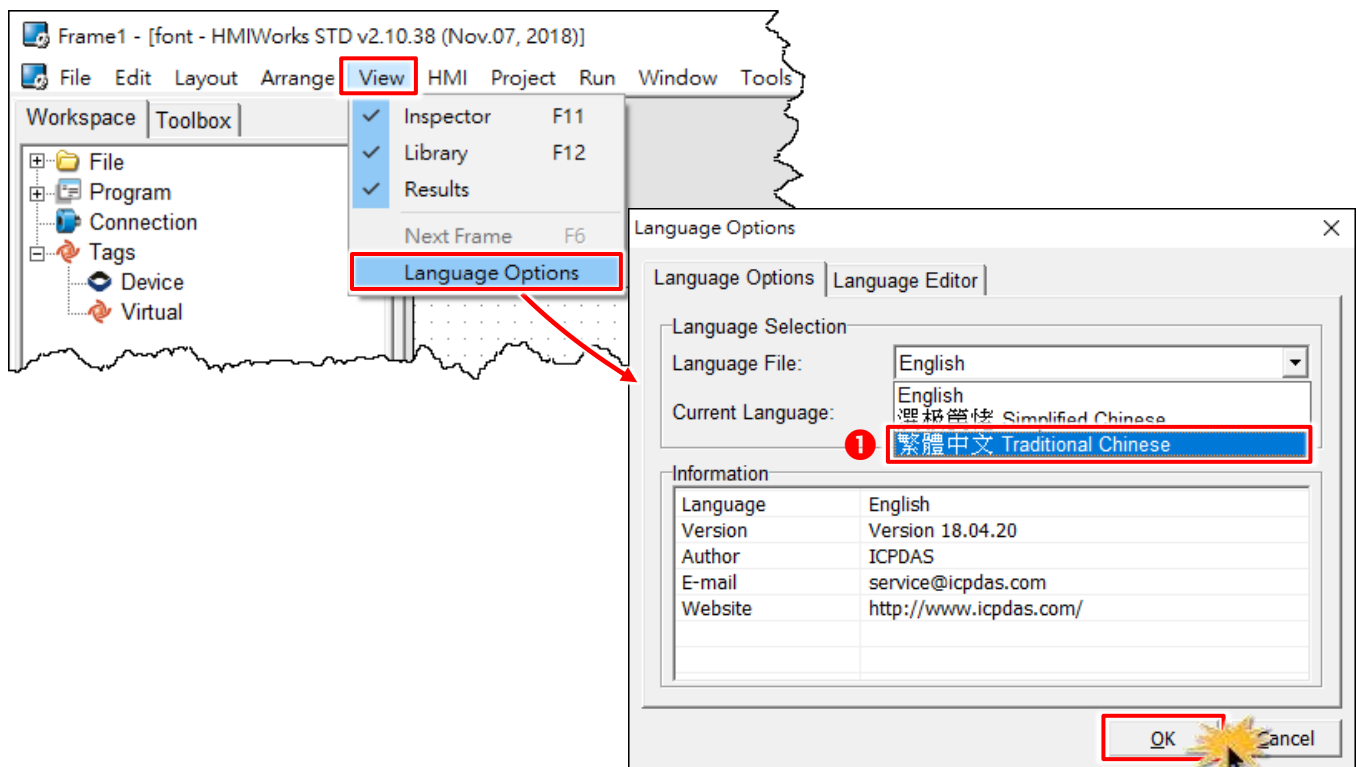 Frame1 - [font - HMIWorks STD v2.10.38 (Nov.07, 2018)]
File Edit Layout Arrange View HMI Project Run Window Tools
Workspace Toolbox
File
Program
Connection
Tags
Device
Virtual
Inspector F11
Library F12
Results
Next Frame F6
Language Options
Language Options
Language Options Language Editor
Language Selection
Language File: English
Current Language:
English
Simplified Chinese
1 繁體中文 Traditional Chinese
Information
Language English
Version Version 18.04.20
Author ICPDAS
E-mail service@icpdas.com
Website http://www.icpdas.com/
OK Cancel